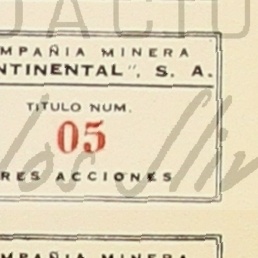 MPAÑIA MINERA
NTINENTAL", S. A.
TITULO NUM.
05
RES ACCIONES
MPAÑIA MINERA